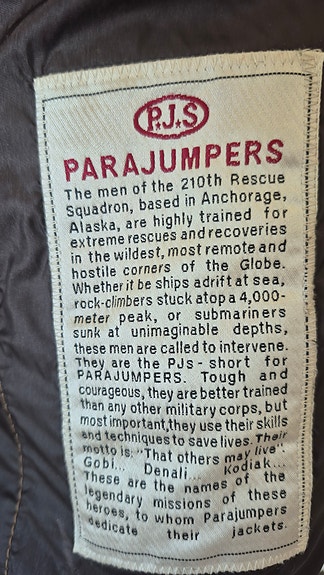 P.J.S
PARAJUMPERS
The men of the 210th Rescue
Squadron, based in Anchorage,
Alaska, are highly trained for
extreme rescues and recoveries
in the wildest, most remote and
hostile corners of the Globe.
Whether it be ships adrift at sea,
rock-climbers stuck atop a 4,000-
meter peak, or submariners
sunk at unimaginable depths,
these men are called to intervene.
They are the PJs - short for
PARAJUMPERS. Tough and
courageous, they are better trained
than any other military corps, but
most important, they use their skills
and techniques to save lives. Their
motto is: "That others may live".
Gobi... Denali... Kodiak...
These are the names of the
legendary missions of these
heroes, to whom Parajumpers
dedicate their jackets.